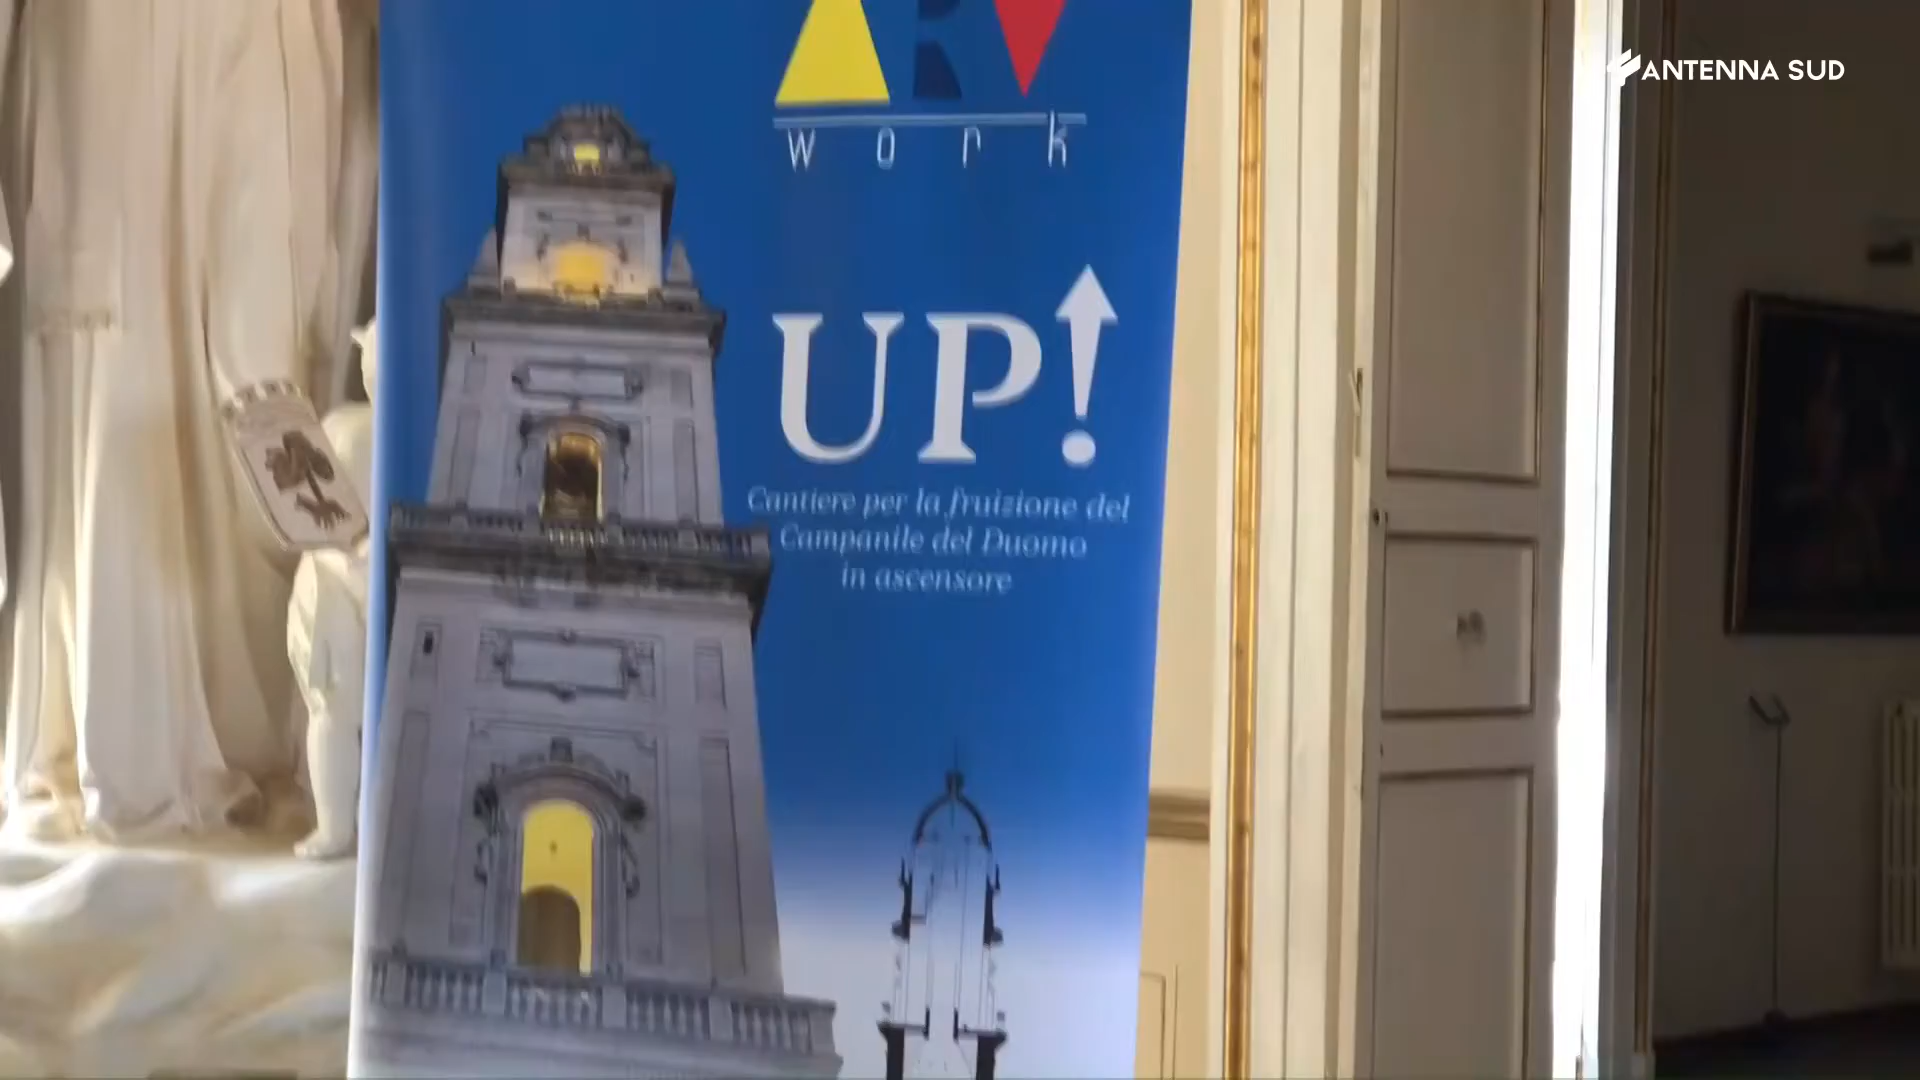 ANTENNA SUD
work
UP!
Cantiere per la fruizione del
Campanile del Duomo
in ascensore